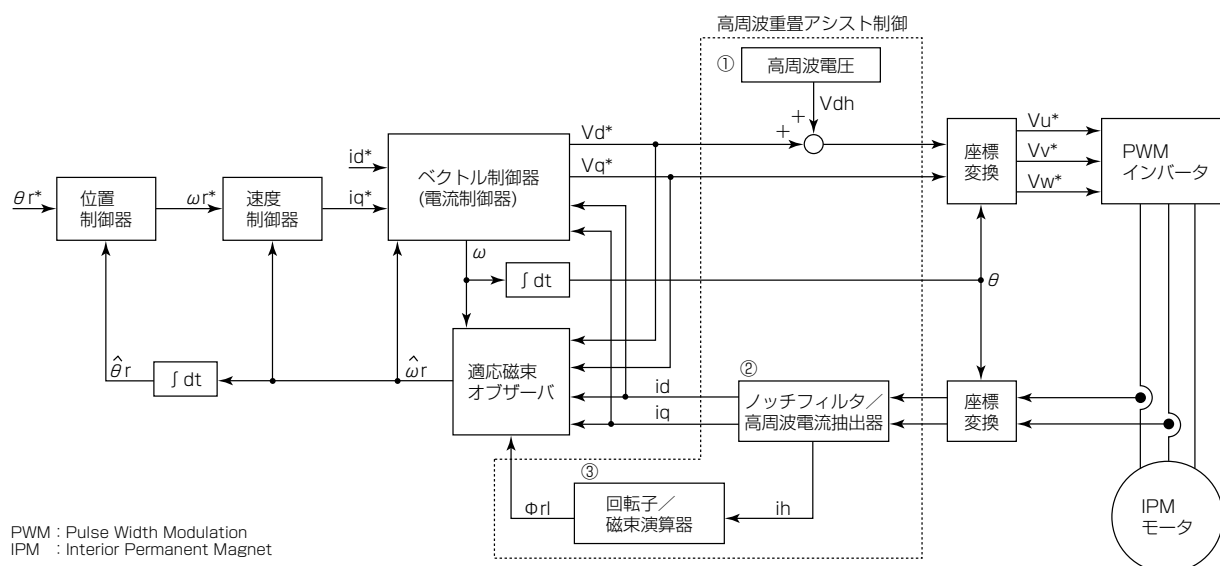 高周波重畳アシスト制御
① 高周波電圧
Vdh
+
+
Vd*
Vq*
id*
iq*
θr*
位置
制御器
ωr*
速度
制御器
ベクトル制御器
(電流制御器)
座標
変換
Vu*
Vv*
Vw*
PWM
インバータ
ω
∫dt
θ
θ̂r
∫dt
ω̂r
適応磁束
オブザーバ
id
iq
②
ノッチフィルタ/
高周波電流抽出器
座標
変換
③
回転子/
磁束演算器
Φrl
ih
IPM
モータ
PWM : Pulse Width Modulation
IPM : Interior Permanent Magnet